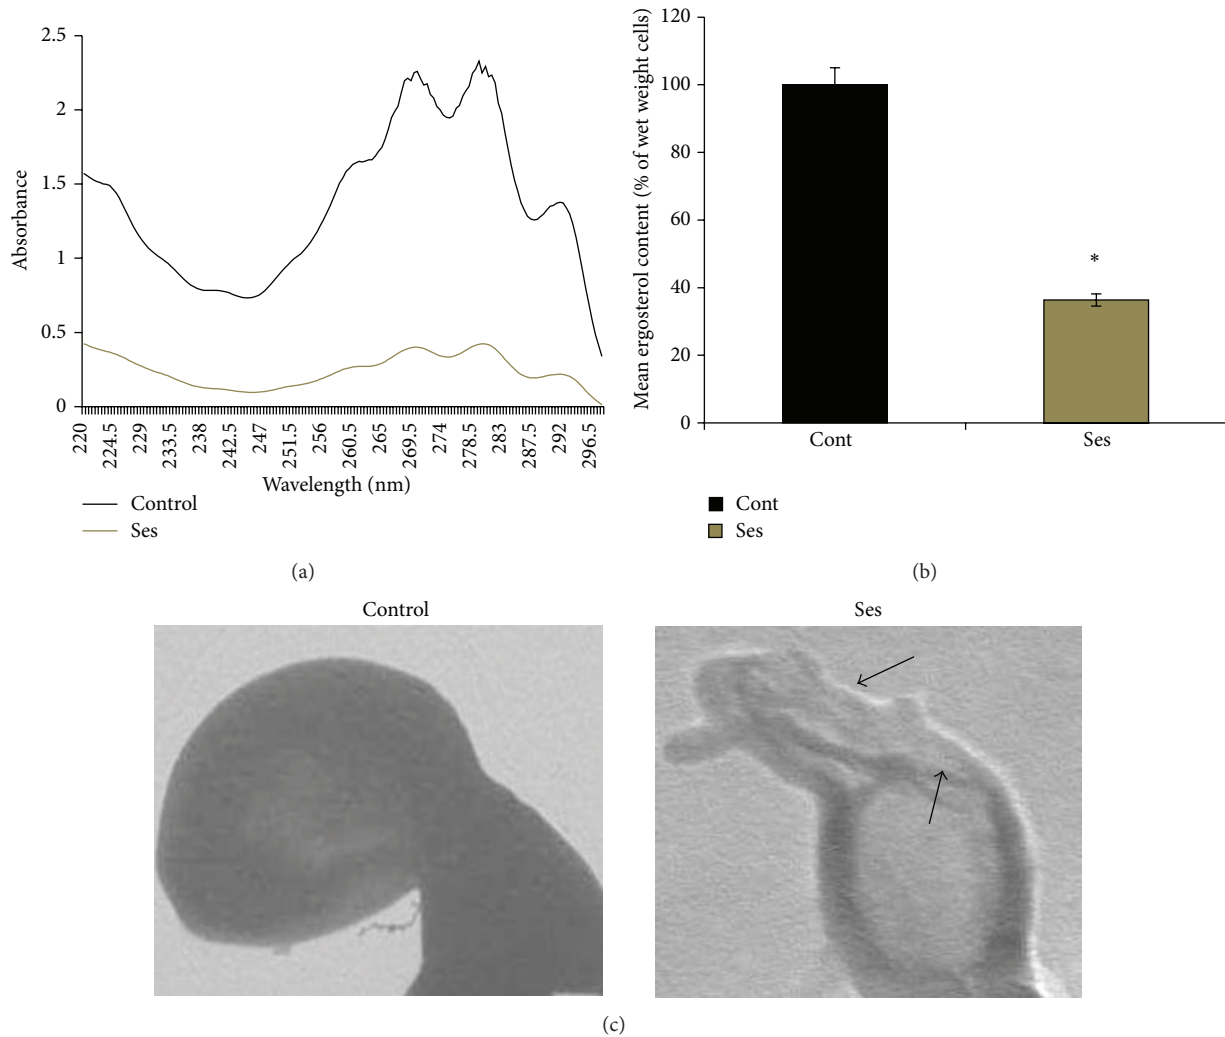 2.5
2
1.5
1
0.5
0
Absorbance
220
224.5
229
233.5
238
242.5
247
251.5
256
260.5
265
269.5
274
278.5
283
287.5
292
296.5
Wavelength (nm)
Control
Ses
(a)
120
100
80
60
40
20
0
Mean ergosterol content (% of wet weight cells)
*
Cont
Ses
Cont
Ses
(b)
Control
Ses
(c)